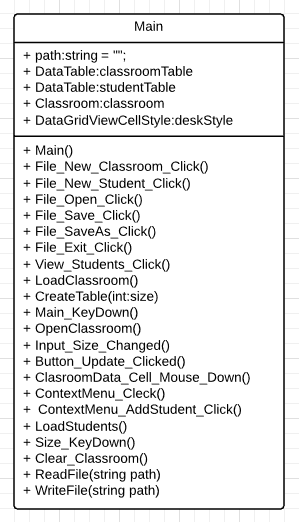 Main
+ path:string = "";
+ DataTable:classroomTable
+ DataTable:studentTable
+ Classroom:classroom
+ DataGridViewCellStyle:deskStyle
+ Main()
+ File_New_Classroom_Click()
+ File_New_Student_Click()
+ File_Open_Click()
+ File_Save_Click()
+ File_SaveAs_Click()
+ File_Exit_Click()
+ View_Students_Click()
+ LoadClassroom()
+ CreateTable(int:size)
+ Main_KeyDown()
+ OpenClassroom()
+ Input_Size_Changed()
+ Button_Update_Clicked()
+ ClasroomData_Cell_Mouse_Down()
+ ContextMenu_Cleck()
+ ContextMenu_AddStudent_Click()
+ LoadStudents()
+ Size_KeyDown()
+ Clear_Classroom()
+ ReadFile(string path)
+ WriteFile(string path)